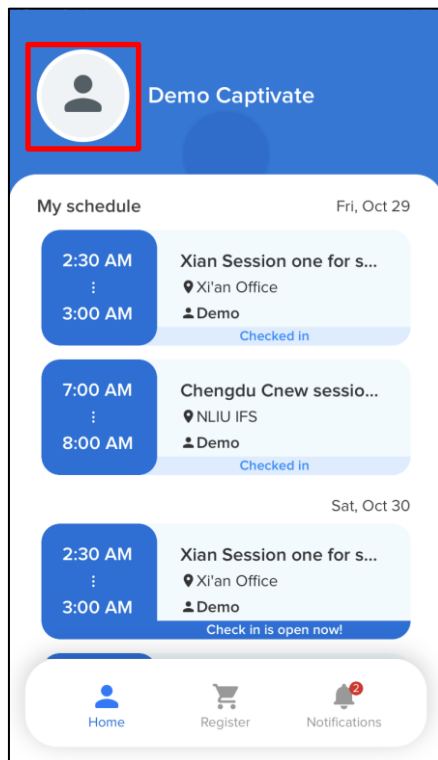 Demo Captivate
My schedule
Fri, Oct 29
2:30 AM
3:00 AM
Xian Session one for s...
Xi'an Office
Demo
Checked in
7:00 AM
8:00 AM
Chengdu Cnew sessio...
NLIU IFS
Demo
Checked in
Sat, Oct 30
2:30 AM
3:00 AM
Xian Session one for s...
Xi'an Office
Demo
Check in is open now!
2
Home
Register
Notifications